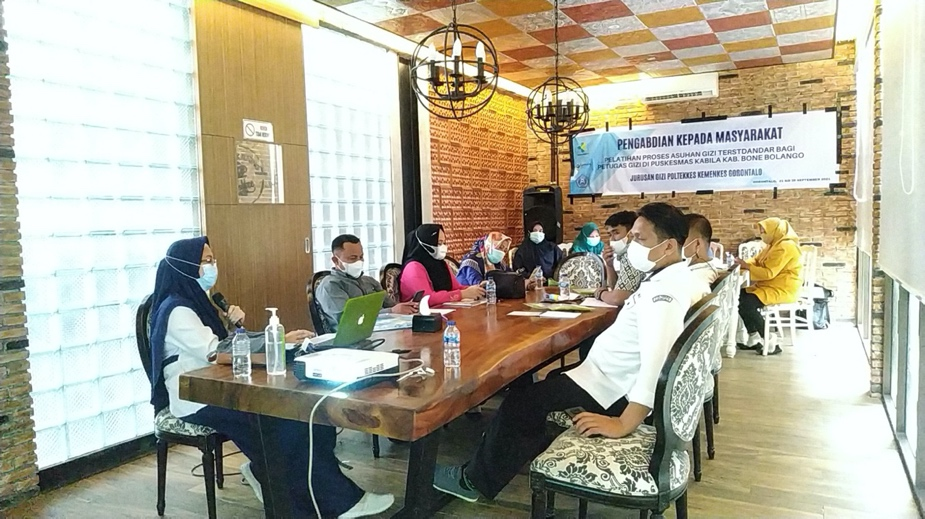 PENGABDIAN KEPADA MASYARAKAT
PELATIHAN PROSES ASUHAN GIZI TERSTDANDAR BAGI
PETUGAS GIZI DI PUSKESMAS KABILA KAB. BONE BOLANGO
JURUSAN GIZI POLTEKKES KEMENKES GORONTALO